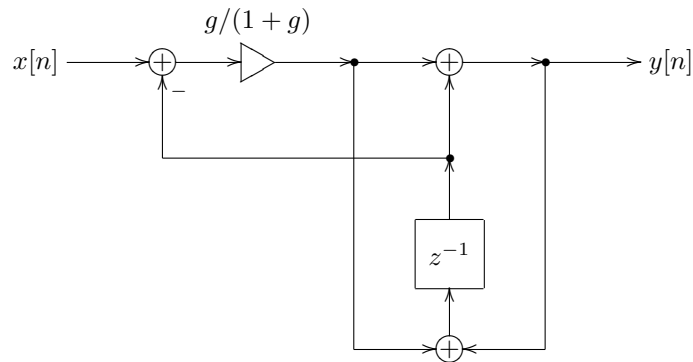 g/(1 + g)
x[n]
y[n]
−
z⁻¹